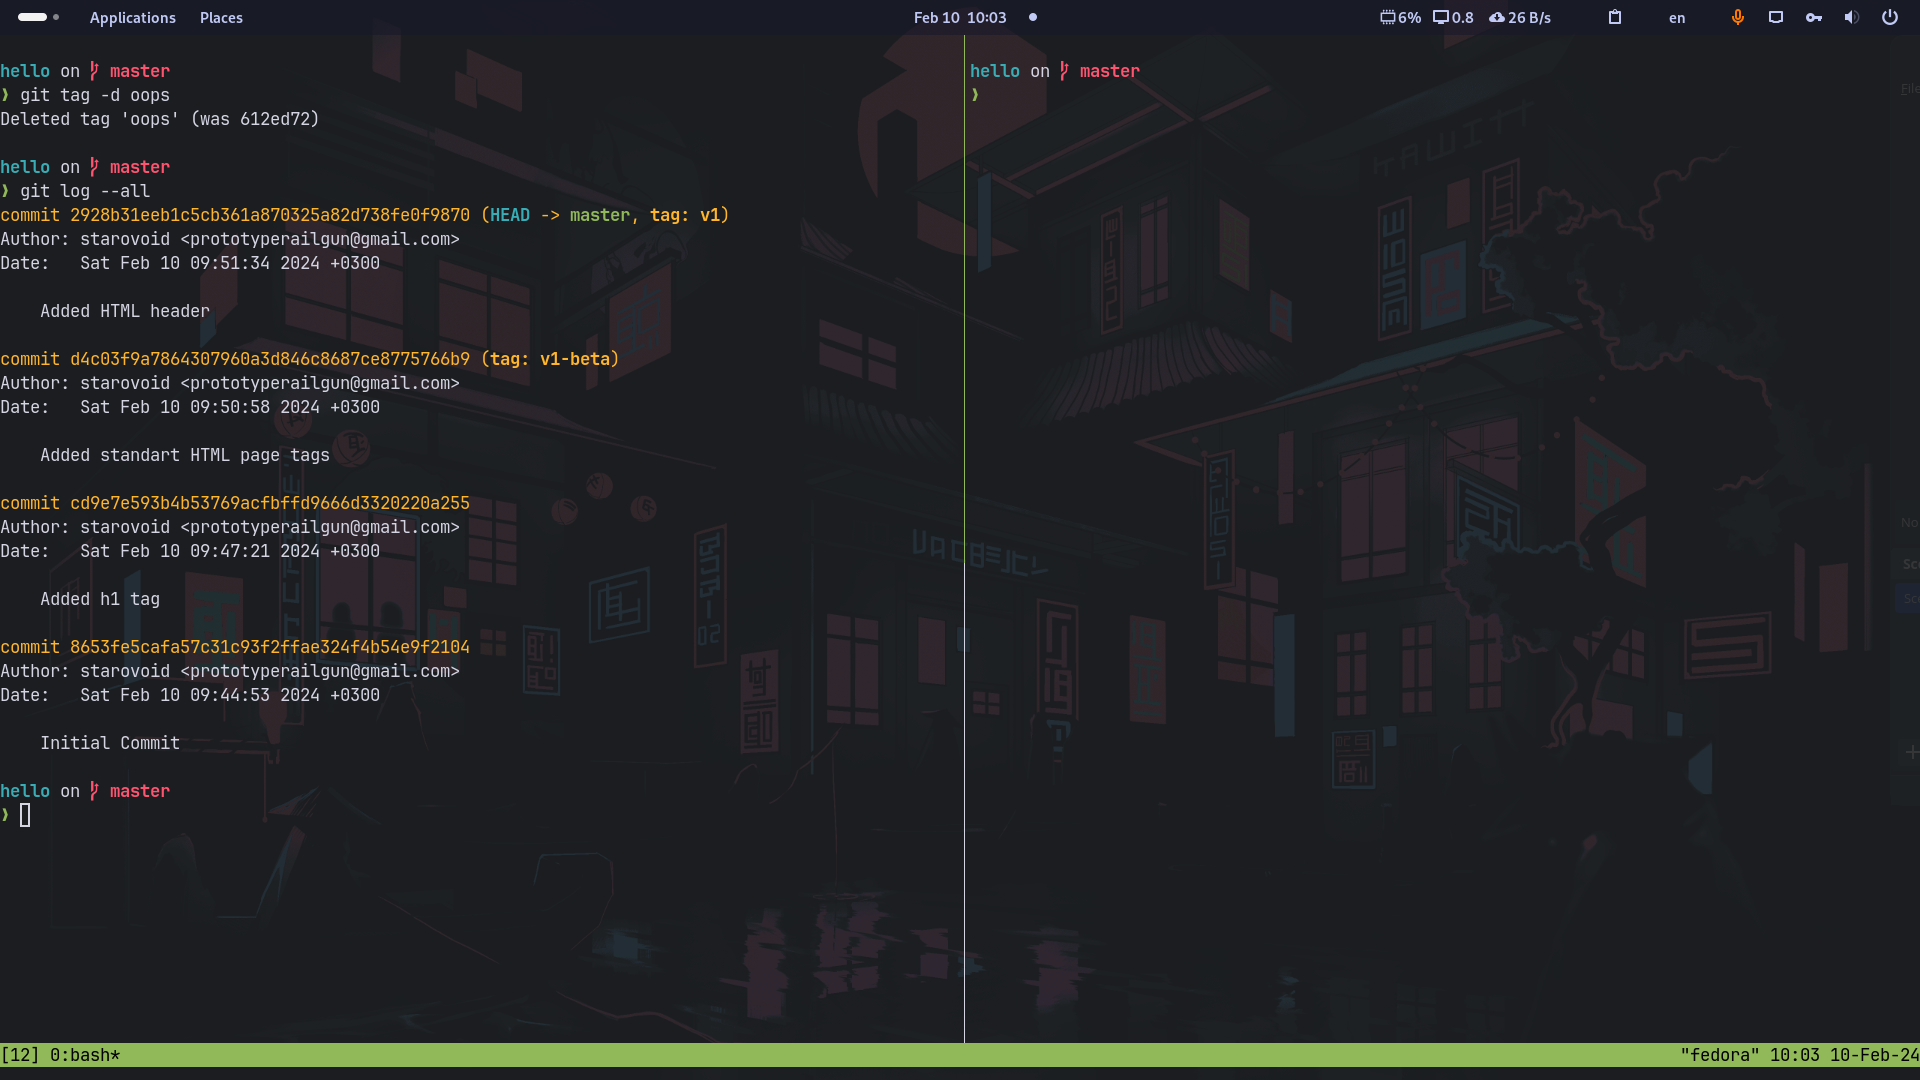 Applications Places Feb 10 10:03 6% 0.8 26 B/s en
hello on master
❯ git tag -d oops
Deleted tag 'oops' (was 612ed72)
hello on master
❯ git log --all
commit 2928b31eeb1c5cb361a870325a82d738fe0f9870 (HEAD -> master, tag: v1)
Author: starovoid <prototyperailgun@gmail.com>
Date:   Sat Feb 10 09:51:34 2024 +0300
Added HTML header
commit d4c03f9a7864307960a3d846c8687ce8775766b9 (tag: v1-beta)
Author: starovoid <prototyperailgun@gmail.com>
Date:   Sat Feb 10 09:50:58 2024 +0300
Added standart HTML page tags
commit cd9e7e593b4b53769acfbffd9666d3320220a255
Author: starovoid <prototyperailgun@gmail.com>
Date:   Sat Feb 10 09:47:21 2024 +0300
Added h1 tag
commit 8653fe5cafa57c31c93f2ffae324f4b54e9f2104
Author: starovoid <prototyperailgun@gmail.com>
Date:   Sat Feb 10 09:44:53 2024 +0300
Initial Commit
hello on master
❯
hello on master
❯
File
[12] 0:bash* "fedora" 10:03 10-Feb-24